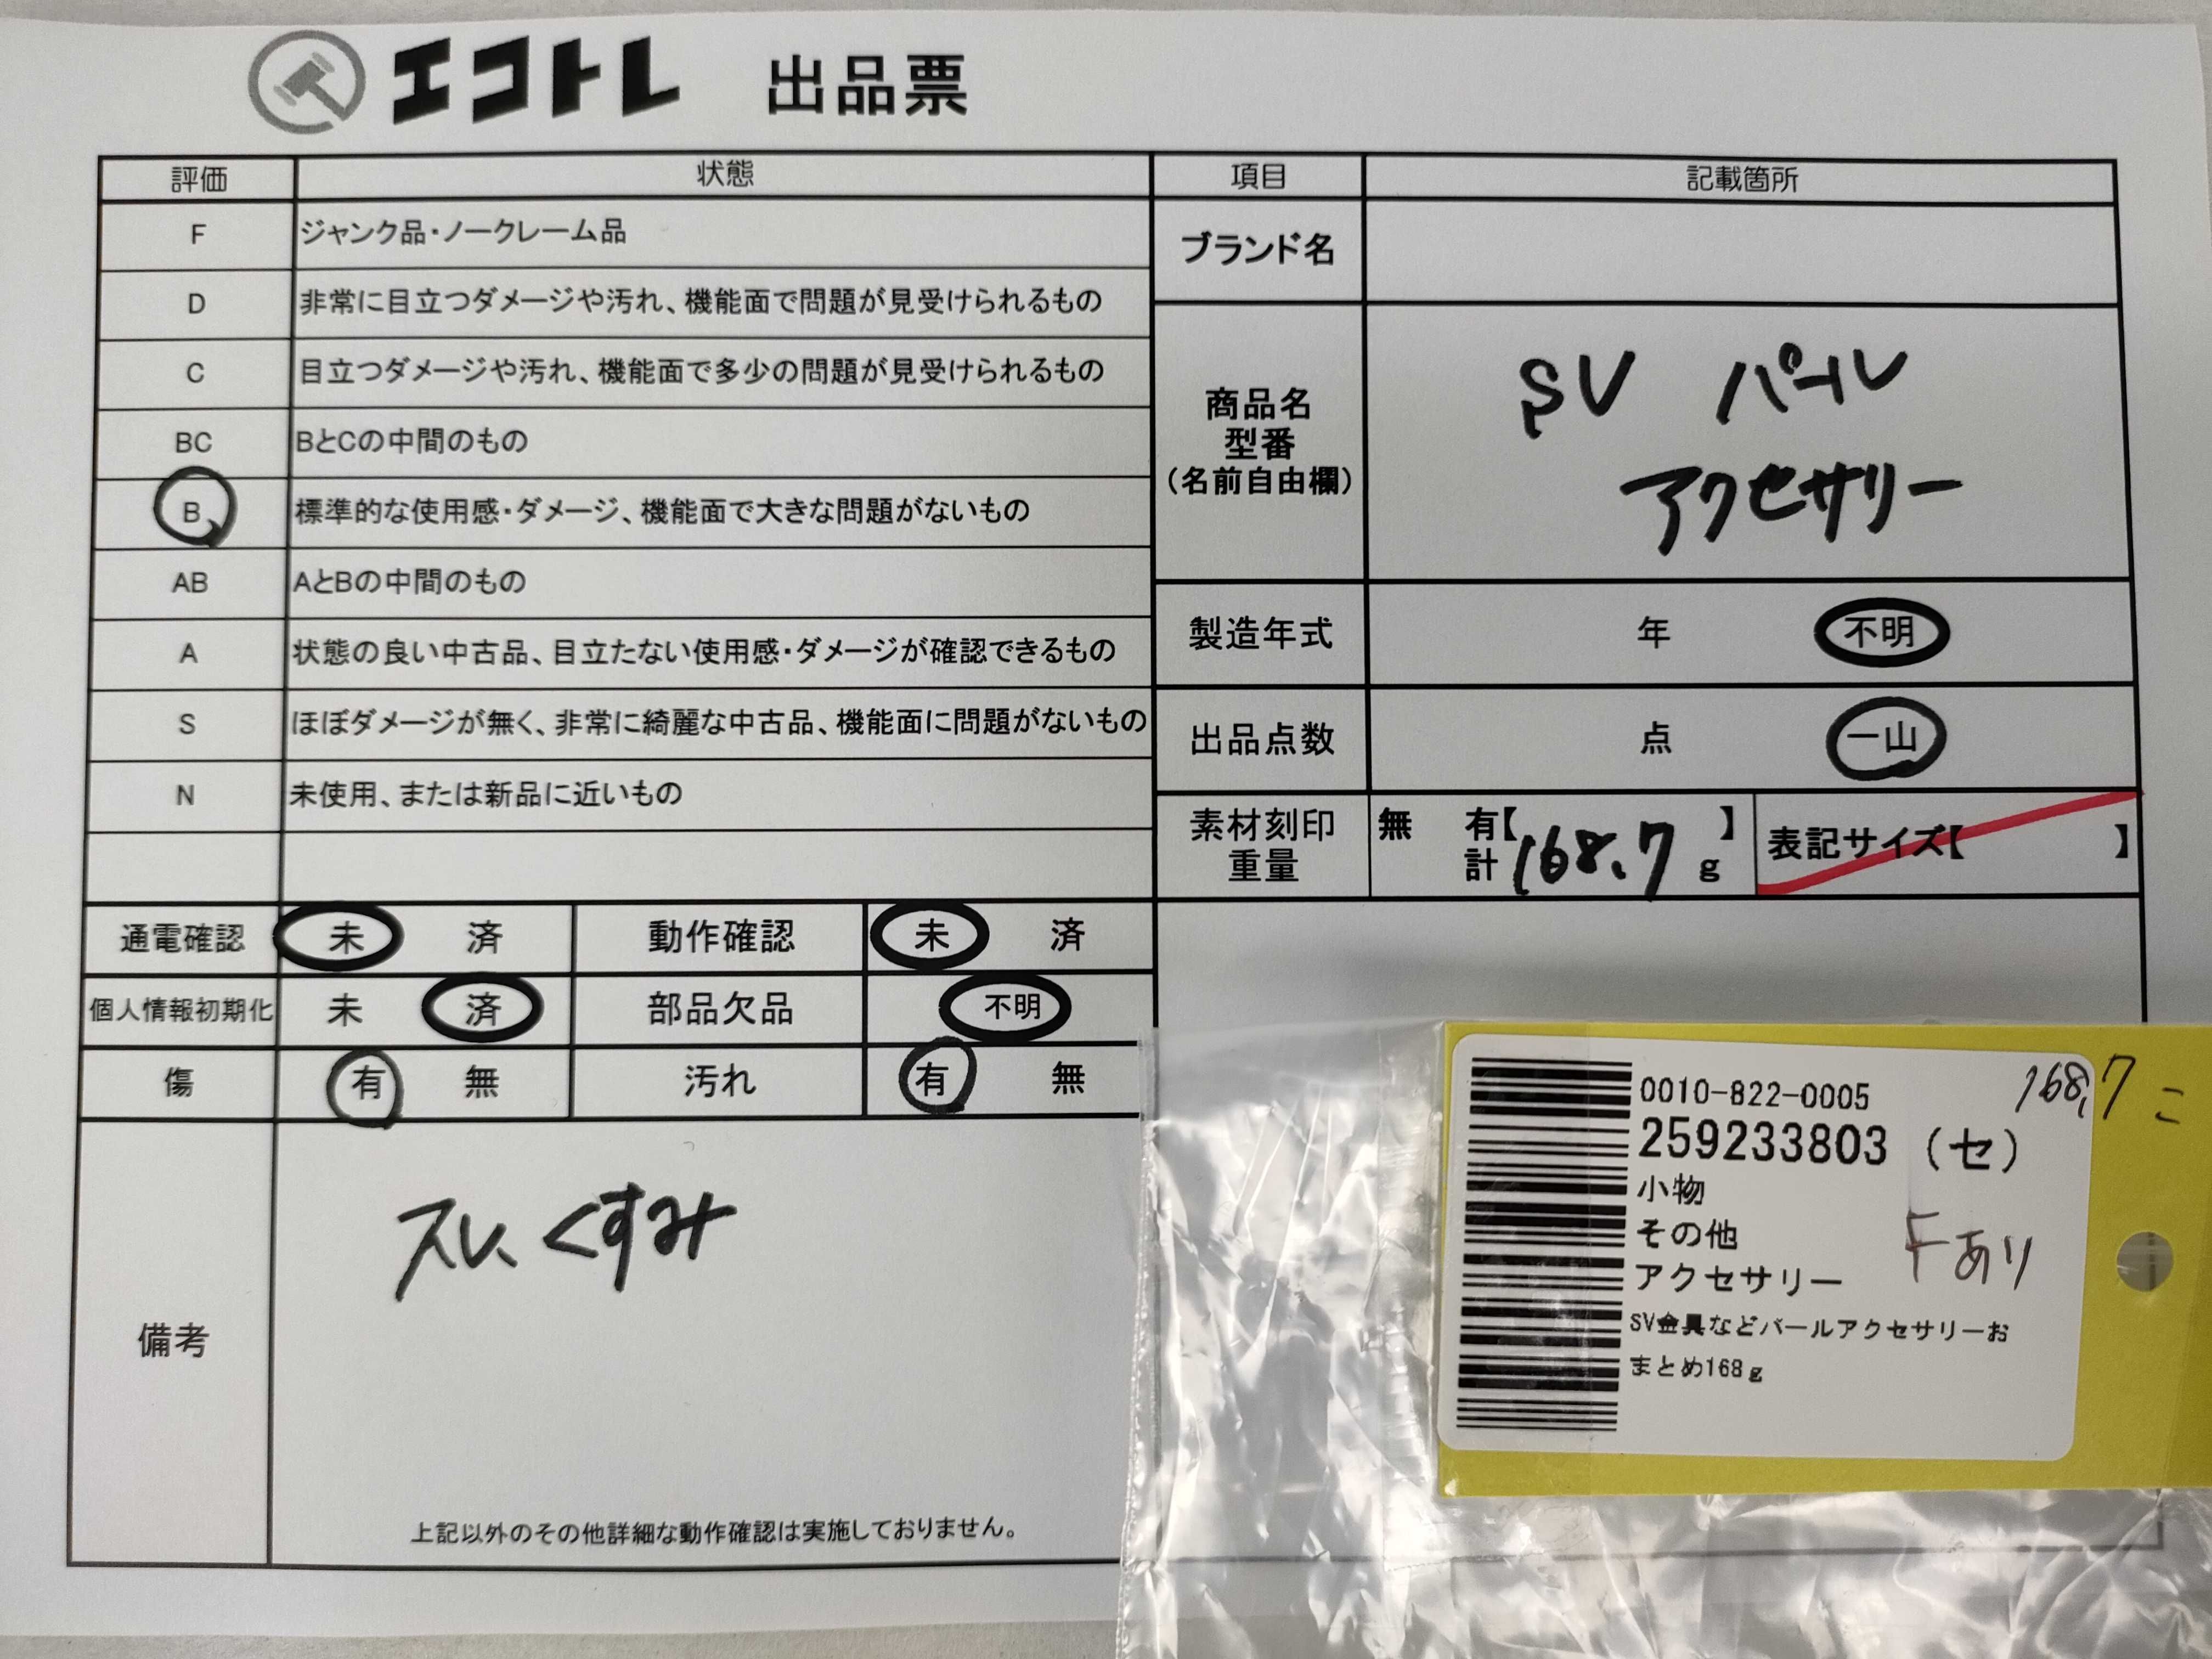 エコトレ 出品票
評価 状態
F ジャンク品・ノークレーム品
D 非常に目立つダメージや汚れ、機能面で問題が見受けられるもの
C 目立つダメージや汚れ、機能面で多少の問題が見受けられるもの
BC BとCの中間のもの
B 標準的な使用感・ダメージ、機能面で大きな問題がないもの
AB AとBの中間のもの
A 状態の良い中古品、目立たない使用感・ダメージが確認できるもの
S ほぼダメージが無く、非常に綺麗な中古品、機能面に問題がないもの
N 未使用、または新品に近いもの
通電確認 未 済 動作確認 未 済
個人情報初期化 未 済 部品欠品 不明
傷 有 無 汚れ 有 無
備考
スレ、くすみ
上記以外のその他詳細な動作確認は実施しておりません。
項目 記載箇所
ブランド名
商品名
型番
(名前自由欄)
SV パール
アクセサリー
製造年式 年 不明
出品点数 点 一山
素材刻印 無 有【 】
重量 計 168.7 g
表記サイズ【 】
0010-822-0005
168.7 こ
259233803 (セ)
小物
その他
Fあり
アクセサリー
SV金具などパールアクセサリーお
まとめ168g